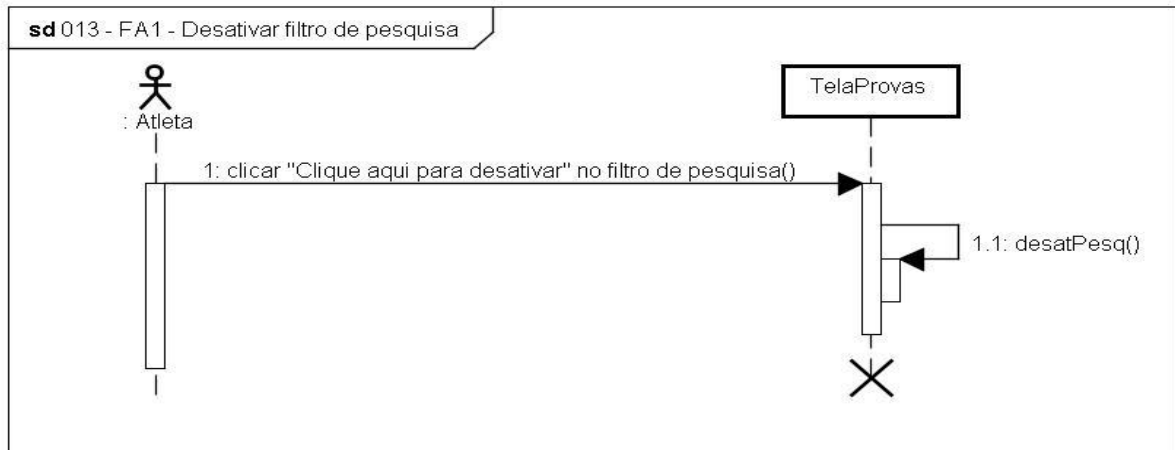 sd 013 - FA1 - Desativar filtro de pesquisa
: Atleta
TelaProvas
1: clicar "Clique aqui para desativar" no filtro de pesquisa()
1.1: desatPesq()